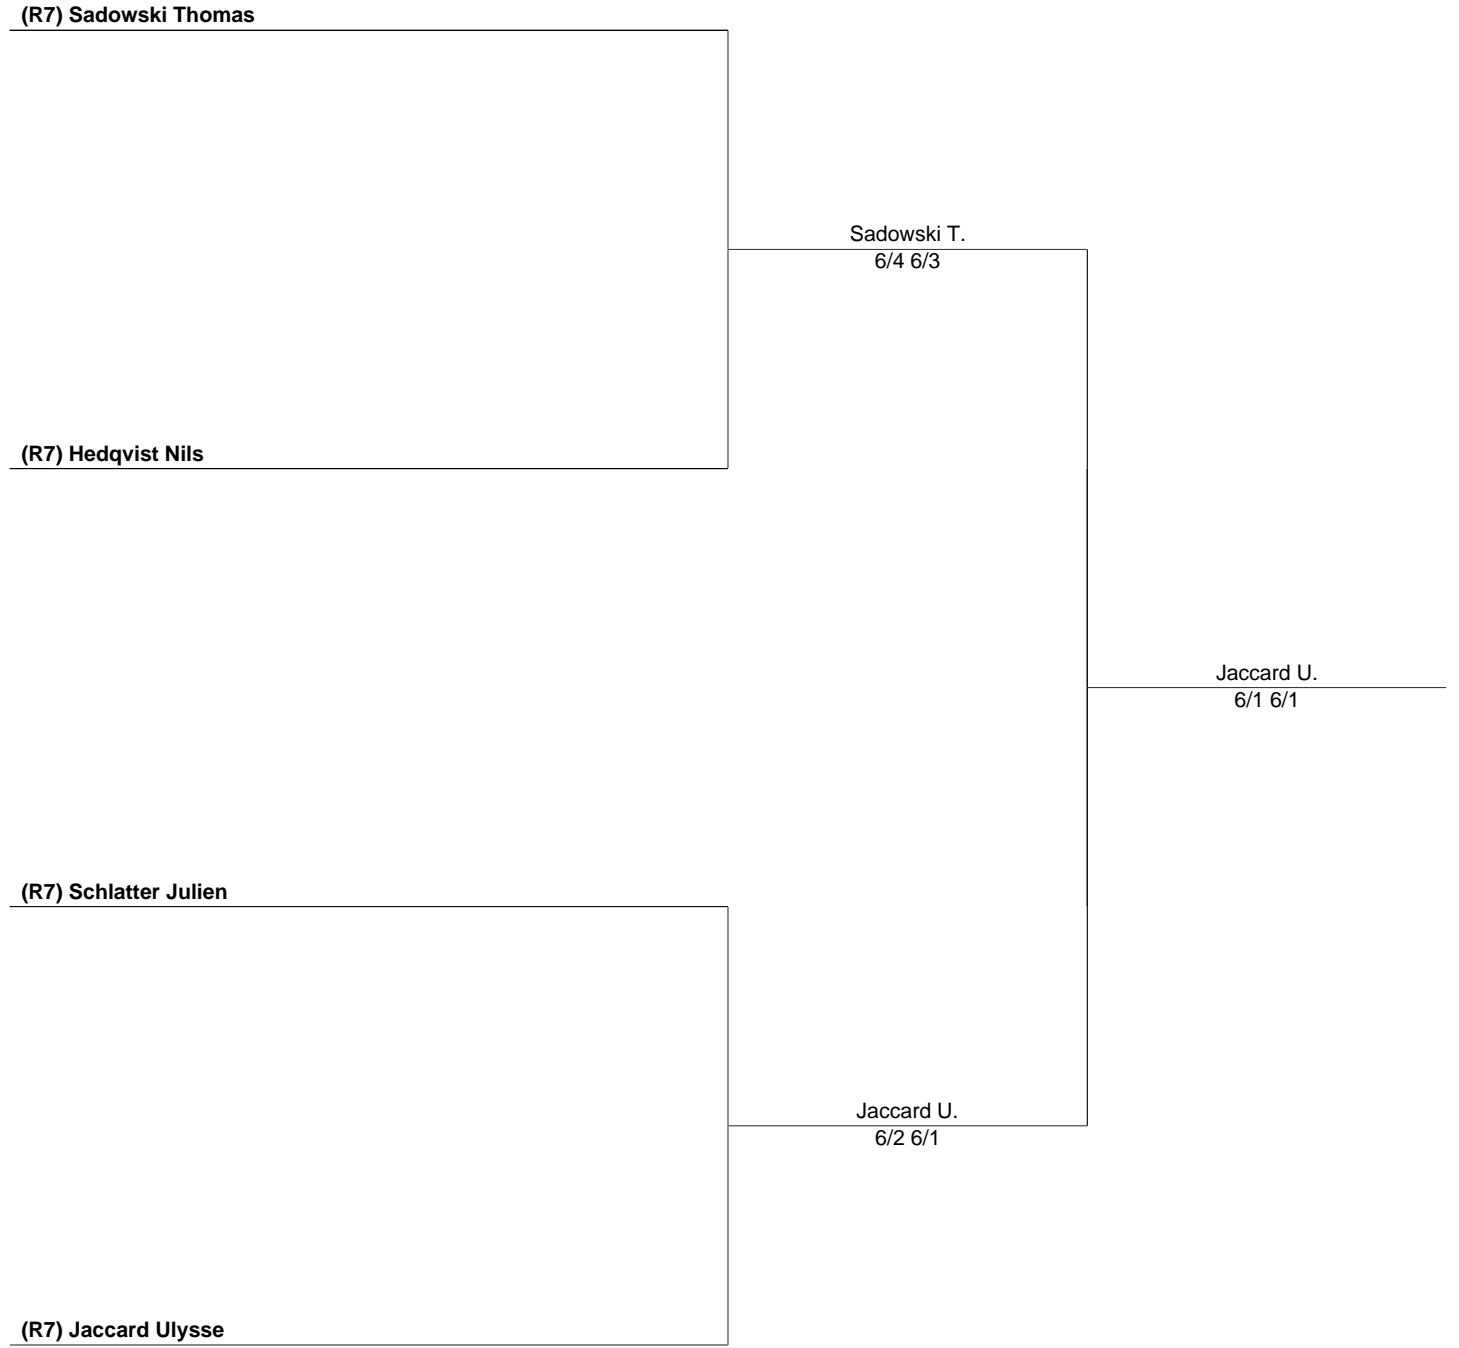 (R7) Sadowski Thomas
Sadowski T.
6/4 6/3
(R7) Hedqvist Nils
Jaccard U.
6/1 6/1
(R7) Schlatter Julien
Jaccard U.
6/2 6/1
(R7) Jaccard Ulysse